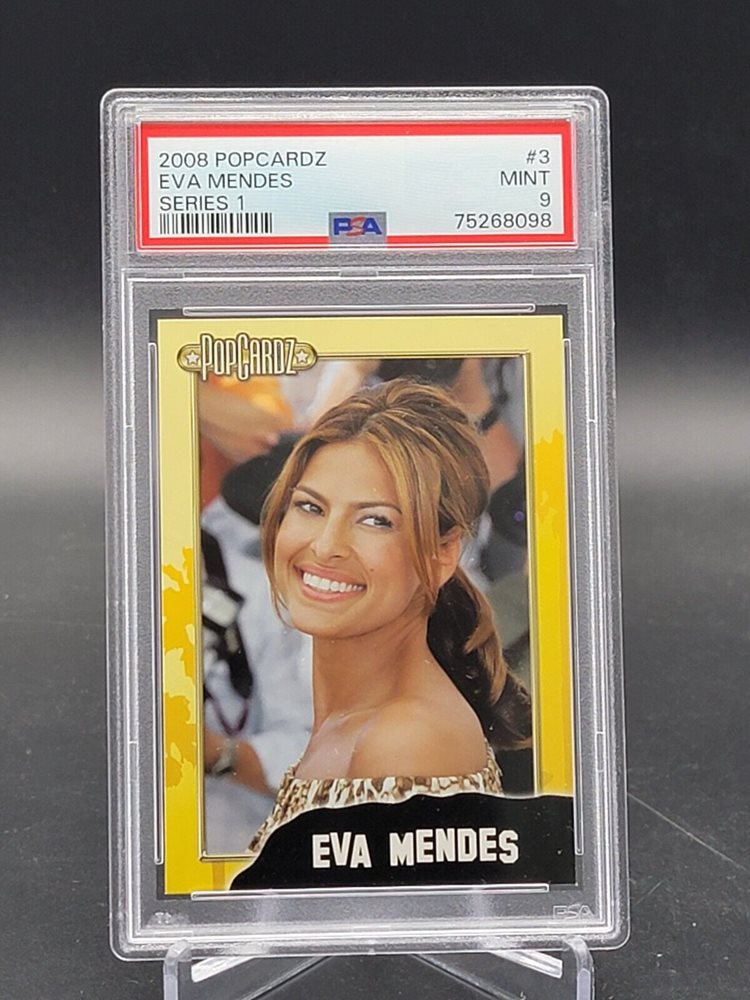 2008 POPCARDZ #3
EVA MENDES MINT
SERIES 1 9
PSA 75268098
POPCARDZ
EVA MENDES
PSA